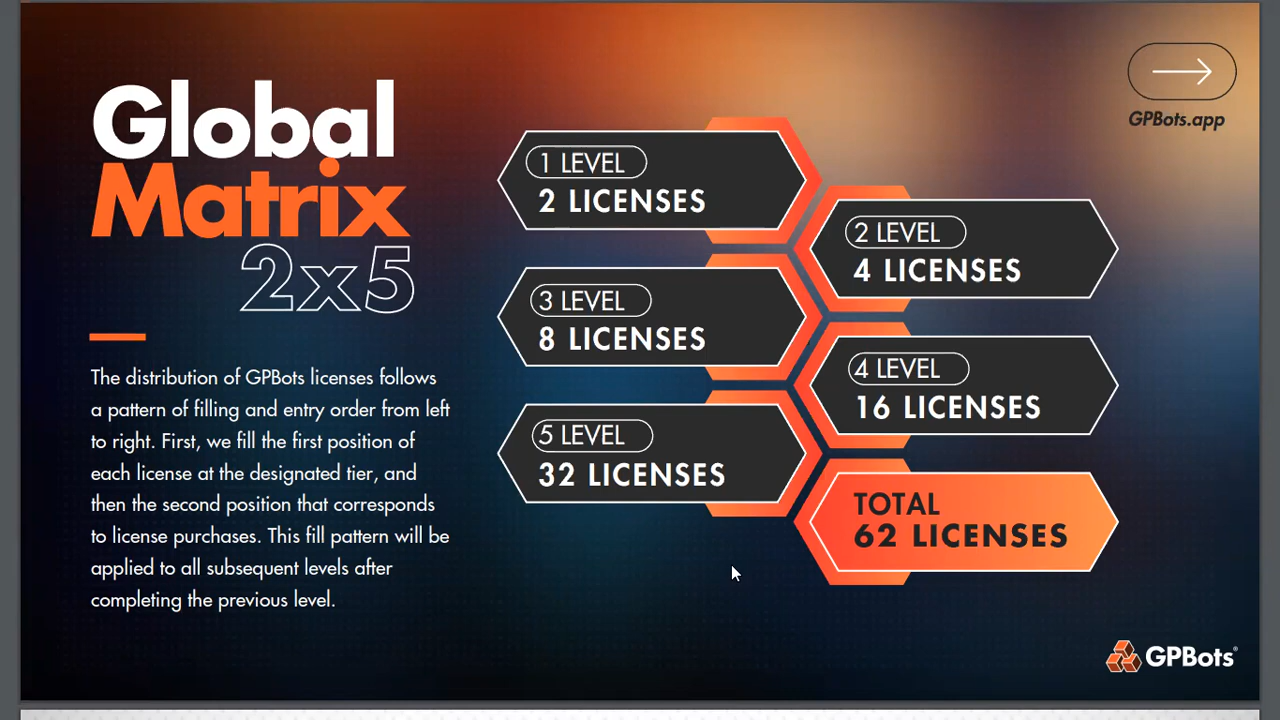 Global
Matrix
2x5
The distribution of GPBots licenses follows
a pattern of filling and entry order from left
to right. First, we fill the first position of
each license at the designated tier, and
then the second position that corresponds
to license purchases. This fill pattern will be
applied to all subsequent levels after
completing the previous level.
1 LEVEL
2 LICENSES
2 LEVEL
4 LICENSES
3 LEVEL
8 LICENSES
4 LEVEL
16 LICENSES
5 LEVEL
32 LICENSES
TOTAL
62 LICENSES
GPBots.app
GPBots®